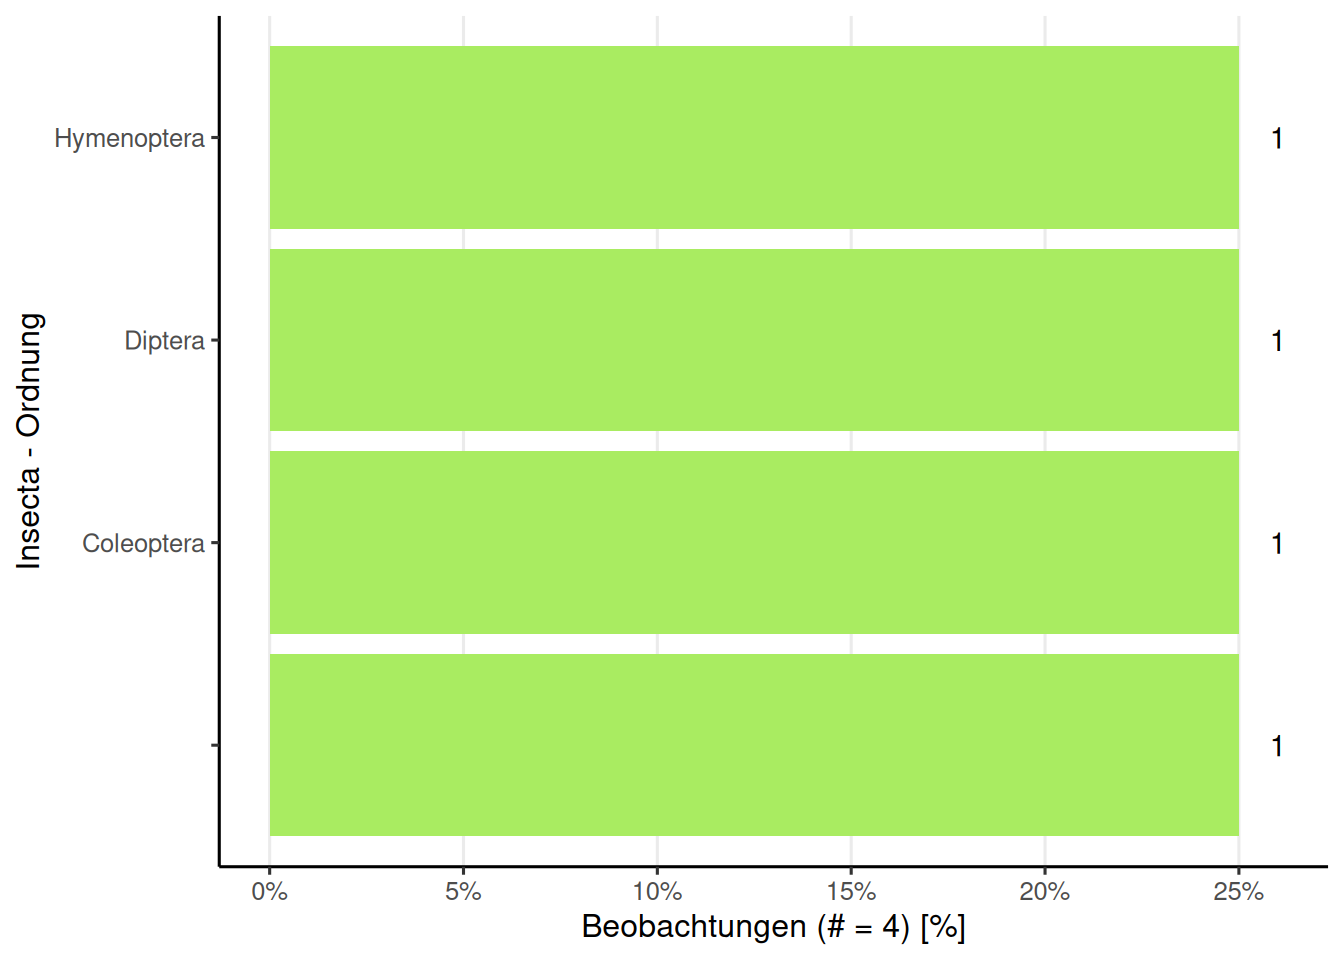 Insecta - Ordnung
Hymenoptera 1
Diptera 1
Coleoptera 1
1
0% 5% 10% 15% 20% 25%
Beobachtungen (# = 4) [%]